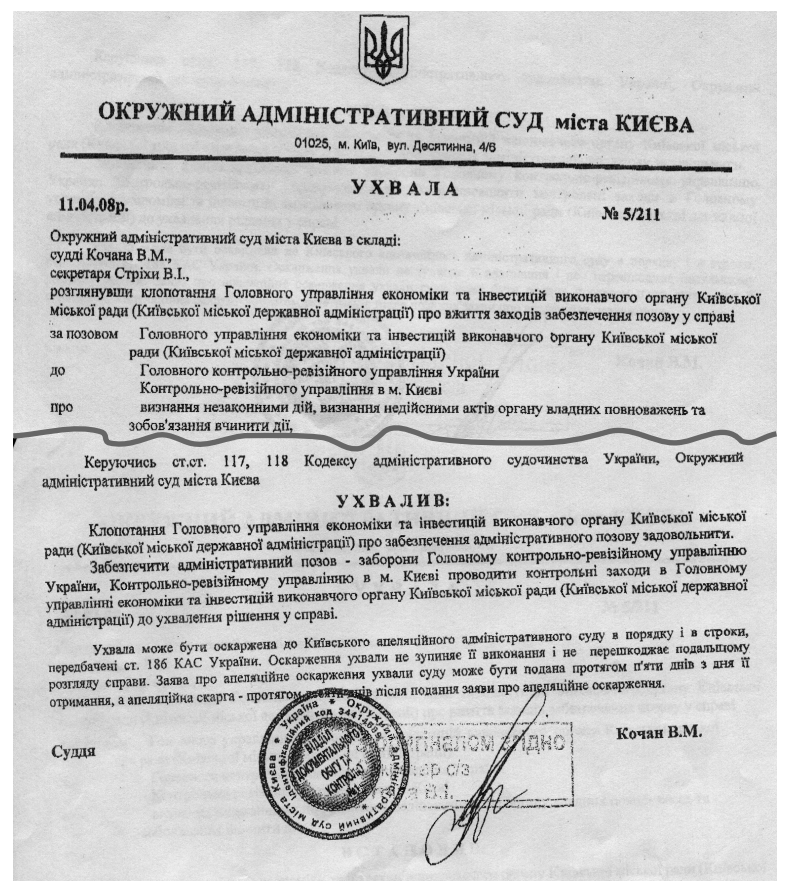 ОКРУЖНИЙ АДМІНІСТРАТИВНИЙ СУД міста КИЄВА
01025, м. Київ, вул. Десятинна, 4/6
УХВАЛА
11.04.08р. № 5/211
Окружний адміністративний суд міста Києва в складі:
судді Кочана В.М.,
секретаря Стріхи В.І.,
розглянувши клопотання Головного управління економіки та інвестицій виконавчого органу Київської
міської ради (Київської міської державної адміністрації) про вжиття заходів забезпечення позову у справі
за позовом Головного управління економіки та інвестицій виконавчого органу Київської міської
ради (Київської міської державної адміністрації)
до Головного контрольно-ревізійного управління України
Контрольно-ревізійного управління в м. Києві
про визнання незаконними дій, визнання недійсними актів органу владних повноважень та
зобов'язання вчинити дії,
Керуючись ст.ст. 117, 118 Кодексу адміністративного судочинства України, Окружний
адміністративний суд міста Києва
УХВАЛИВ:
Клопотання Головного управління економіки та інвестицій виконавчого органу Київської міської
ради (Київської міської державної адміністрації) про забезпечення адміністративного позову задовольнити.
Забезпечити адміністративний позов - заборони Головному контрольно-ревізійному управлінню
України, Контрольно-ревізійному управлінню в м. Києві проводити контрольні заходи в Головному
управлінні економіки та інвестицій виконавчого органу Київської міської ради (Київської міської державної
адміністрації) до ухвалення рішення у справі.
Ухвала може бути оскаржена до Київського апеляційного адміністративного суду в порядку і в строки,
передбачені ст. 186 КАС України. Оскарження ухвали не зупиняє її виконання і не перешкоджає подальшому
розгляду справи. Заява про апеляційне оскарження ухвали суду може бути подана протягом п'яти днів з дня її
отримання, а апеляційна скарга - протягом десяти днів після подання заяви про апеляційне оскарження.
Суддя Кочан В.М.
Україна * Окружний адміністративний суд міста Києва *
ідентифікаційний код
ВІДДІЛ
ДОКУМЕНТАЛЬНОГО
ОБІГУ ТА
КОНТРОЛЮ
№1
оригіналом згідно
с/з
В.І.